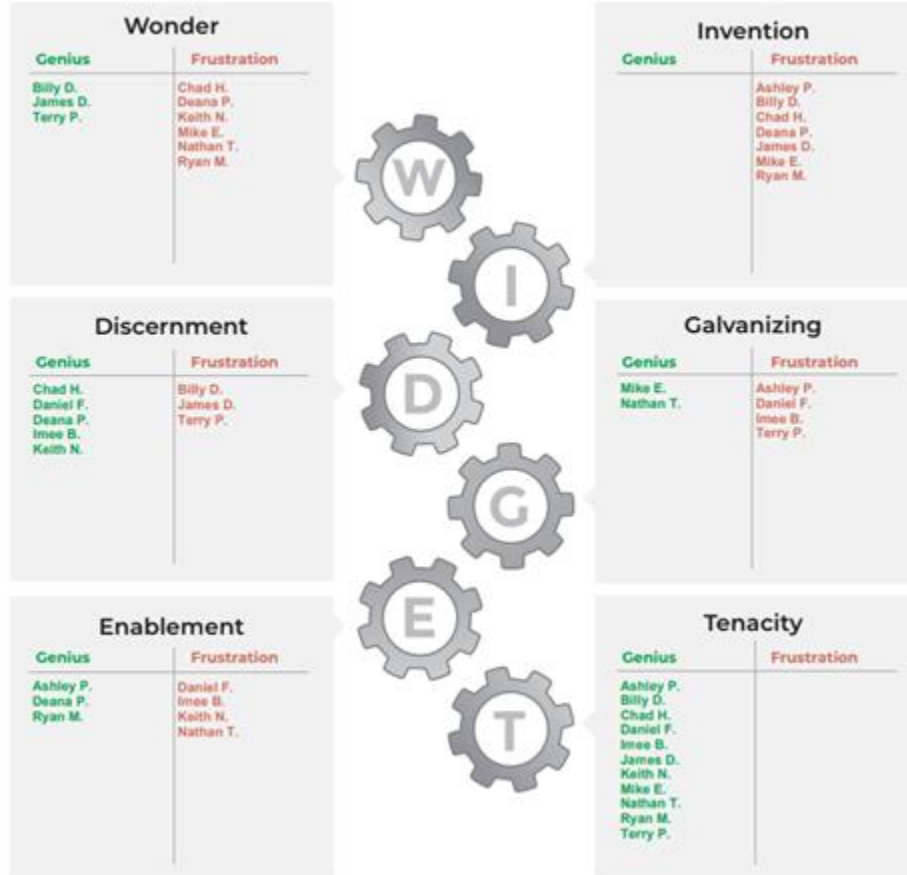 Wonder
Genius Frustration
Billy D. Chad H.
James D. Deana P.
Terry P. Keith N.
Mike E.
Nathan T.
Ryan M.
Invention
Genius Frustration
Ashley P.
Billy D.
Chad H.
Deana P.
James D.
Mike E.
Ryan M.
W
I
Discernment
Genius Frustration
Chad H. Billy D.
Daniel F. James D.
Deana P. Terry P.
Imee B.
Keith N.
Galvanizing
Genius Frustration
Mike E. Ashley P.
Nathan T. Daniel F.
Imee B.
Terry P.
D
G
Enablement
Genius Frustration
Ashley P. Daniel F.
Deana P. Imee B.
Ryan M. Keith N.
Nathan T.
Tenacity
Genius Frustration
Ashley P.
Billy D.
Chad H.
Daniel F.
Imee B.
James D.
Keith N.
Mike E.
Nathan T.
Ryan M.
Terry P.
E
T